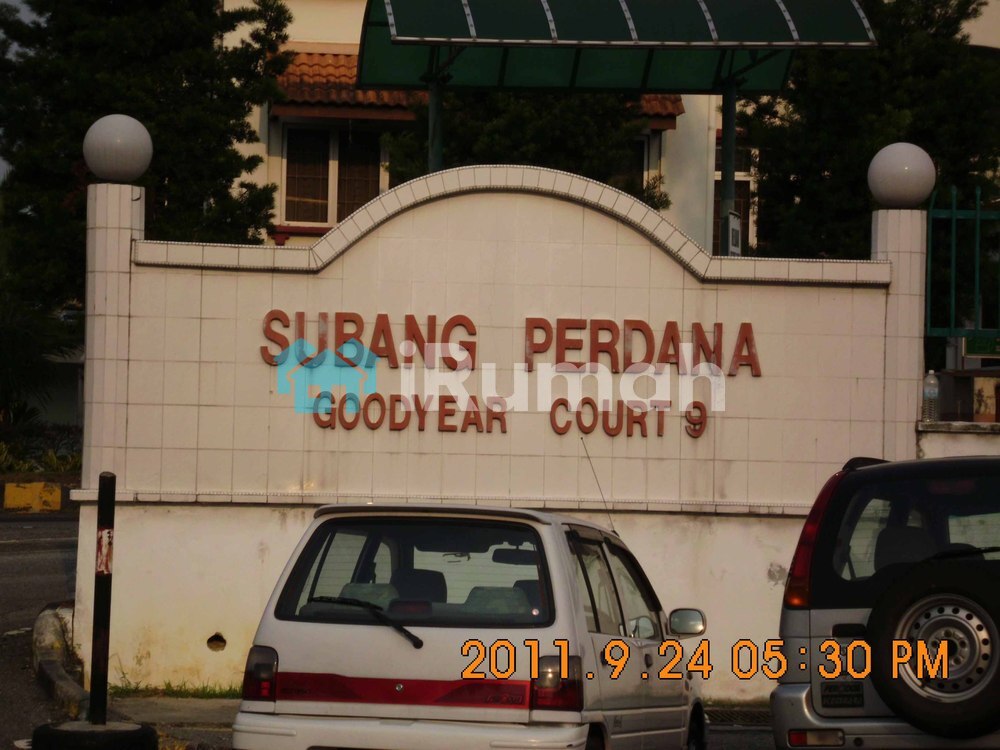 SUBANG PERDANA
iRumah
GOODYEAR COURT 9
2011. 9. 24 05:30 PM